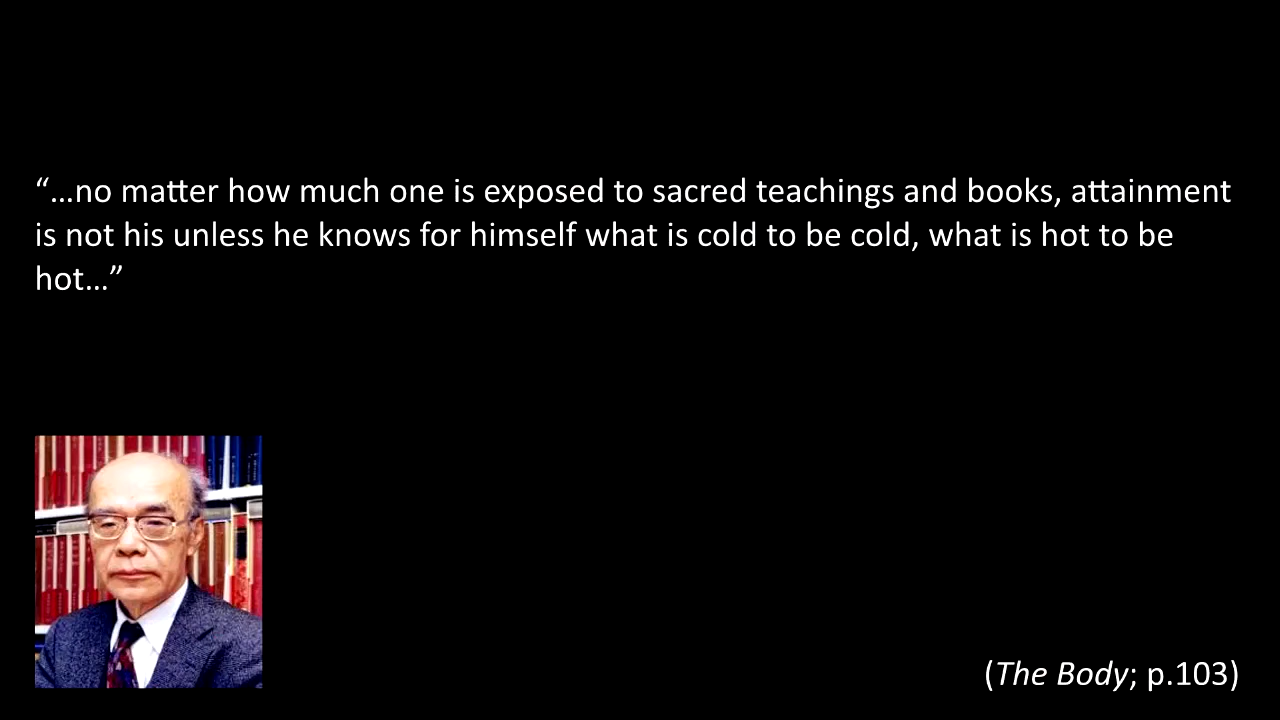 “…no matter how much one is exposed to sacred teachings and books, attainment
is not his unless he knows for himself what is cold to be cold, what is hot to be
hot…”
(The Body; p.103)